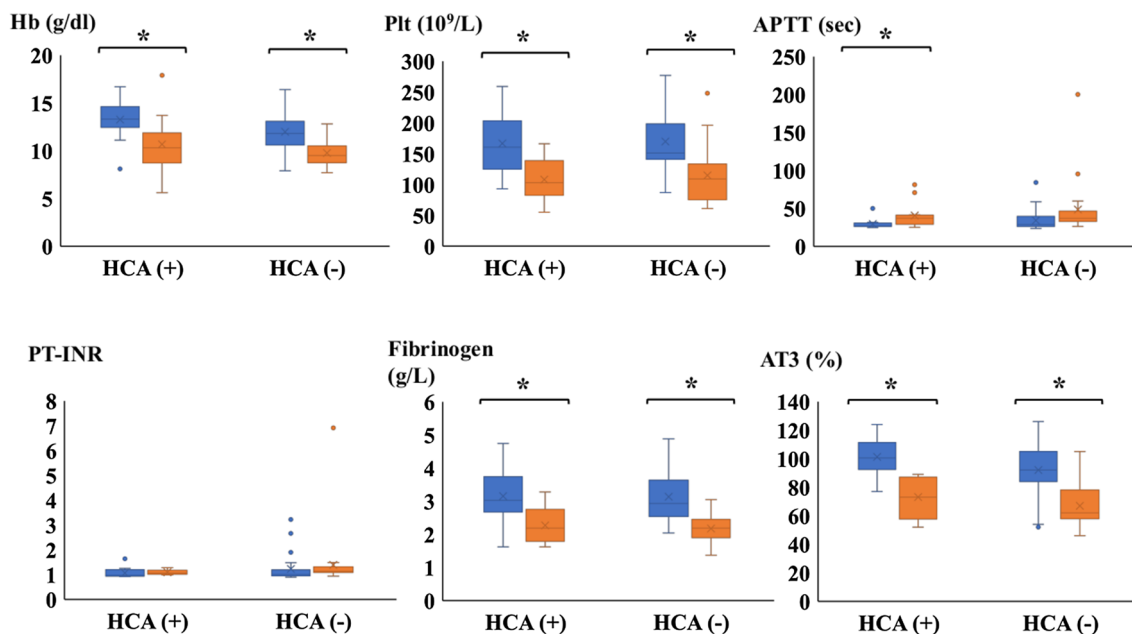 Hb (g/dl)
*
*
20
15
10
5
0
HCA (+)
HCA (-)
Plt (10⁹/L)
*
*
300
250
200
150
100
50
0
HCA (+)
HCA (-)
APTT (sec)
*
250
200
150
100
50
0
HCA (+)
HCA (-)
PT-INR
8
7
6
5
4
3
2
1
0
HCA (+)
HCA (-)
Fibrinogen
(g/L)
*
*
6
5
4
3
2
1
0
HCA (+)
HCA (-)
AT3 (%)
*
*
140
120
100
80
60
40
20
0
HCA (+)
HCA (-)